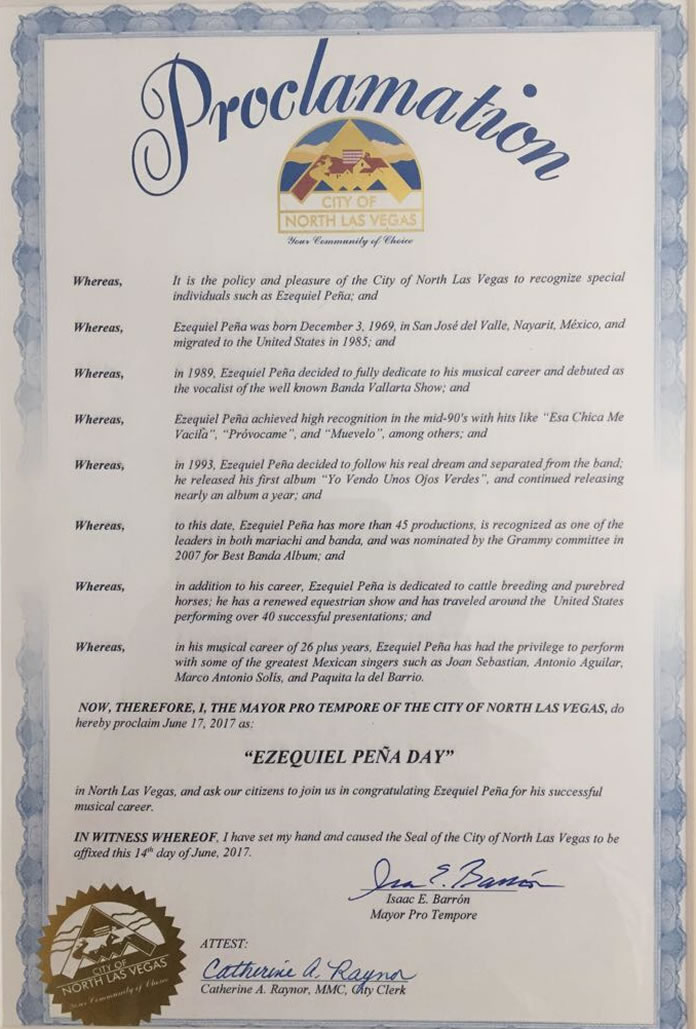 Proclamation
CITY OF
NORTH LAS VEGAS
Your Community of Choice
Whereas, It is the policy and pleasure of the City of North Las Vegas to recognize special
individuals such as Ezequiel Peña; and
Whereas, Ezequiel Peña was born December 3, 1969, in San José del Valle, Nayarit, México, and
migrated to the United States in 1985; and
Whereas, in 1989, Ezequiel Peña decided to fully dedicate to his musical career and debuted as
the vocalist of the well known Banda Vallarta Show; and
Whereas, Ezequiel Peña achieved high recognition in the mid-90's with hits like "Esa Chica Me
Vacila", "Próvocame", and "Muevelo", among others; and
Whereas, in 1993, Ezequiel Peña decided to follow his real dream and separated from the band;
he released his first album "Yo Vendo Unos Ojos Verdes", and continued releasing
nearly an album a year; and
Whereas, to this date, Ezequiel Peña has more than 45 productions, is recognized as one of the
leaders in both mariachi and banda, and was nominated by the Grammy committee in
2007 for Best Banda Album; and
Whereas, in addition to his career, Ezequiel Peña is dedicated to cattle breeding and purebred
horses; he has a renewed equestrian show and has traveled around the United States
performing over 40 successful presentations; and
Whereas, in his musical career of 26 plus years, Ezequiel Peña has had the privilege to perform
with some of the greatest Mexican singers such as Joan Sebastian, Antonio Aguilar,
Marco Antonio Solís, and Paquita la del Barrio.
NOW, THEREFORE, I, THE MAYOR PRO TEMPORE OF THE CITY OF NORTH LAS VEGAS, do
hereby proclaim June 17, 2017 as:
"EZEQUIEL PEÑA DAY"
in North Las Vegas, and ask our citizens to join us in congratulating Ezequiel Peña for his successful
musical career.
IN WITNESS WHEREOF, I have set my hand and caused the Seal of the City of North Las Vegas to be
affixed this 14th day of June, 2017.
Isaac E. Barrón
Mayor Pro Tempore
ATTEST:
Catherine A. Raynor
Catherine A. Raynor, MMC, City Clerk
CITY OF
NORTH LAS VEGAS
Your Community of Choice